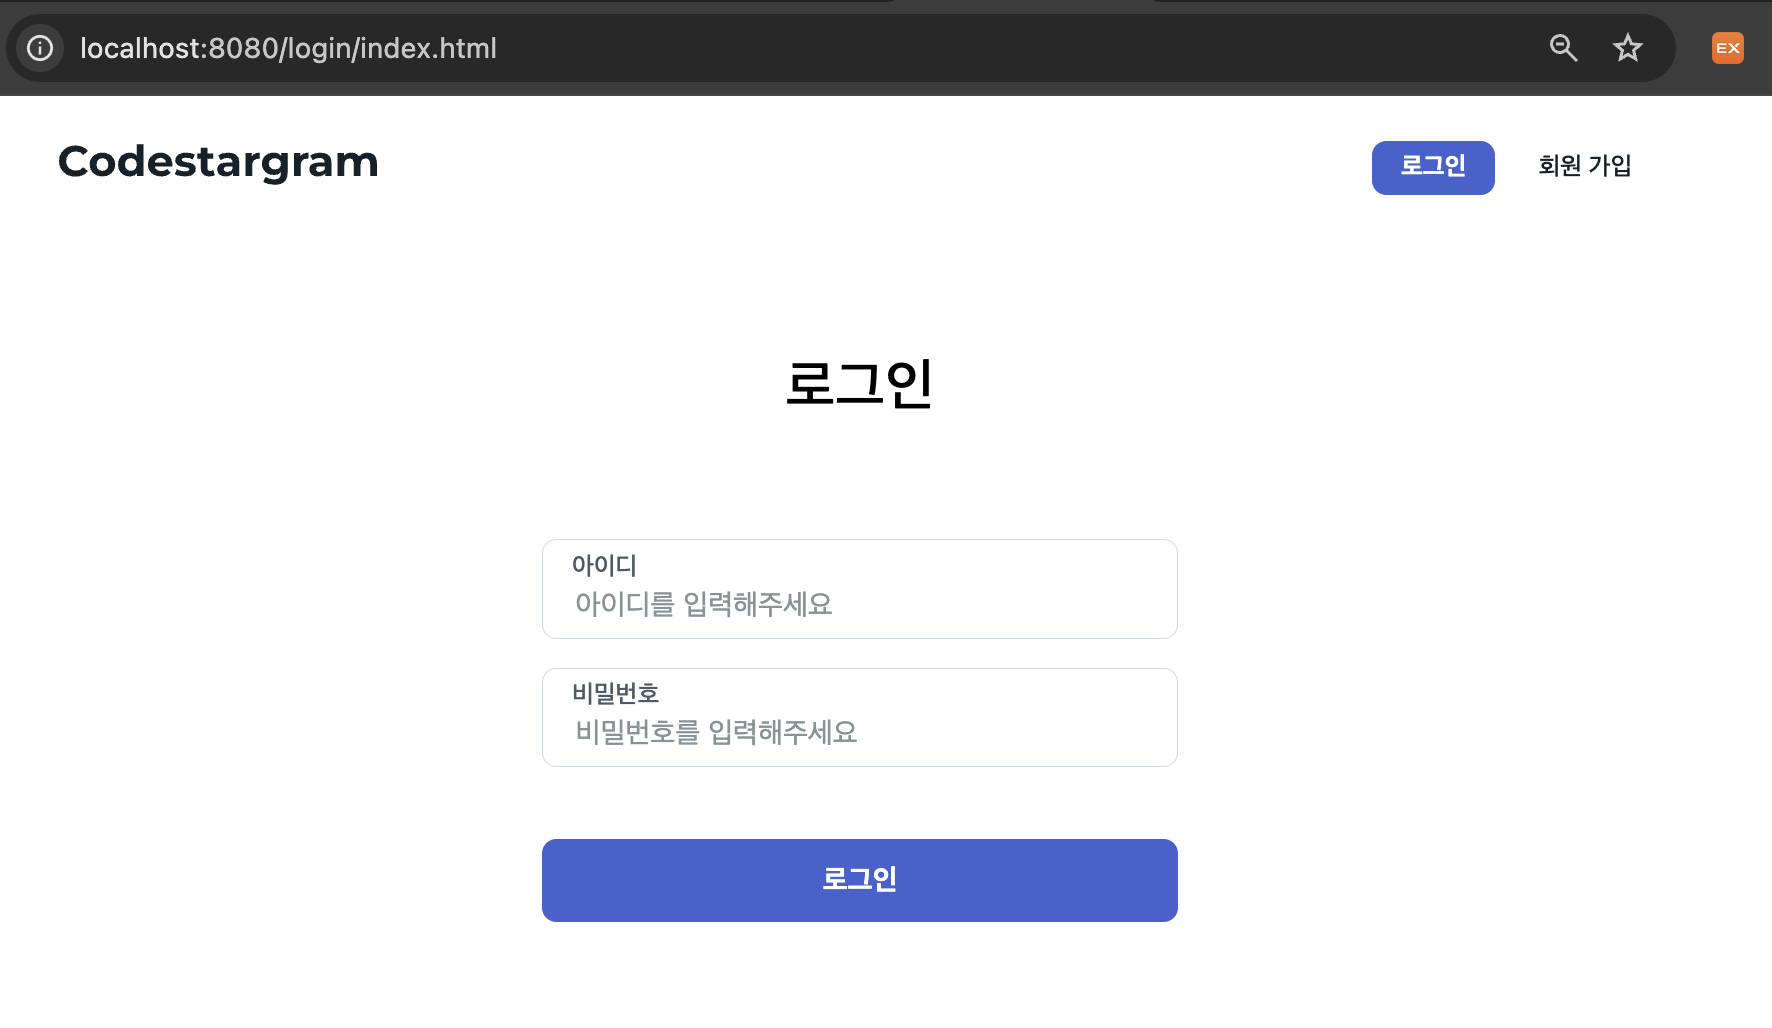 localhost:8080/login/index.html
EX
Codestargram
로그인
회원 가입
로그인
아이디
아이디를 입력해주세요
비밀번호
비밀번호를 입력해주세요
로그인